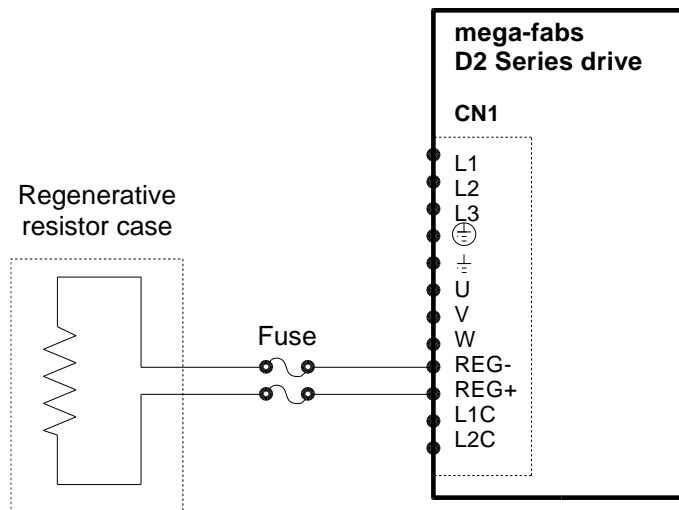 mega-fabs
D2 Series drive
CN1
L1
L2
L3
U
V
W
REG-
REG+
L1C
L2C
Regenerative
resistor case
Fuse